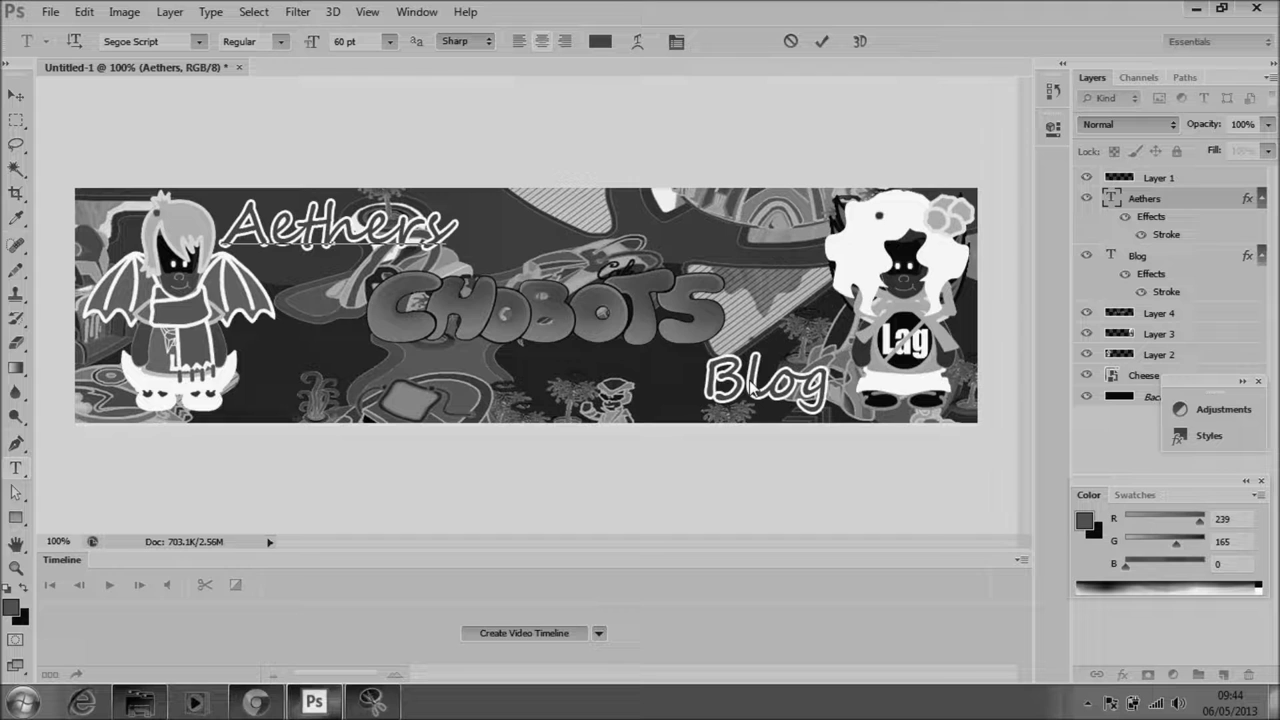 Ps File Edit Image Layer Type Select Filter 3D View Window Help
T Segoe Script Regular 60 pt Sharp 3D Essentials
Untitled-1 @ 100% (Aethers, RGB/8) * ×
Layers Channels Paths
Kind
Normal Opacity: 100%
Lock: Fill: 100%
Layer 1
Aethers fx
Effects
Stroke
Blog fx
Effects
Stroke
Layer 4
Layer 3
Layer 2
Cheese
Adjustments
Styles
Aethers
CHOBOTS
Lag
Blog
Color Swatches
R 239
G 165
B 0
100% Doc: 703.1K/2.56M
Timeline
Create Video Timeline
Ps
09:44
06/05/2013